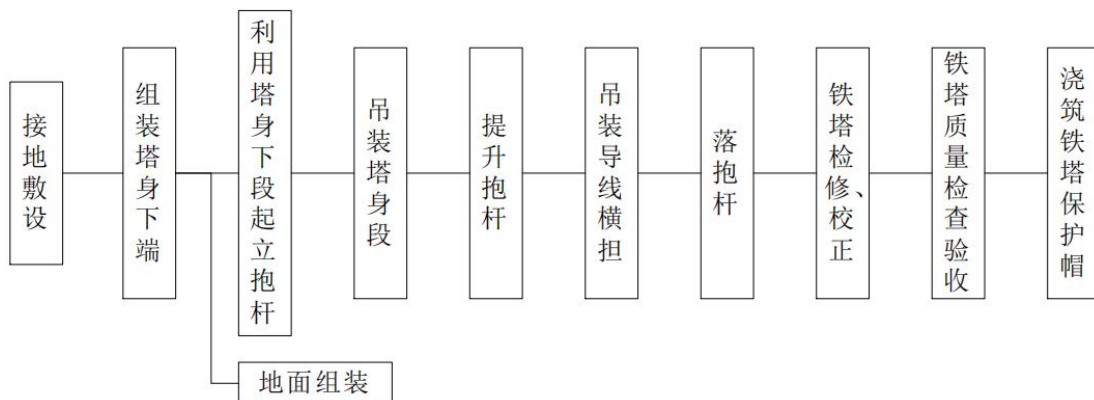 接地敷设
组装塔身下端
利用塔身下段起立抱杆
吊装塔身段
提升抱杆
吊装导线横担
落抱杆
铁塔检修、校正
铁塔质量检查验收
浇筑铁塔保护帽
地面组装